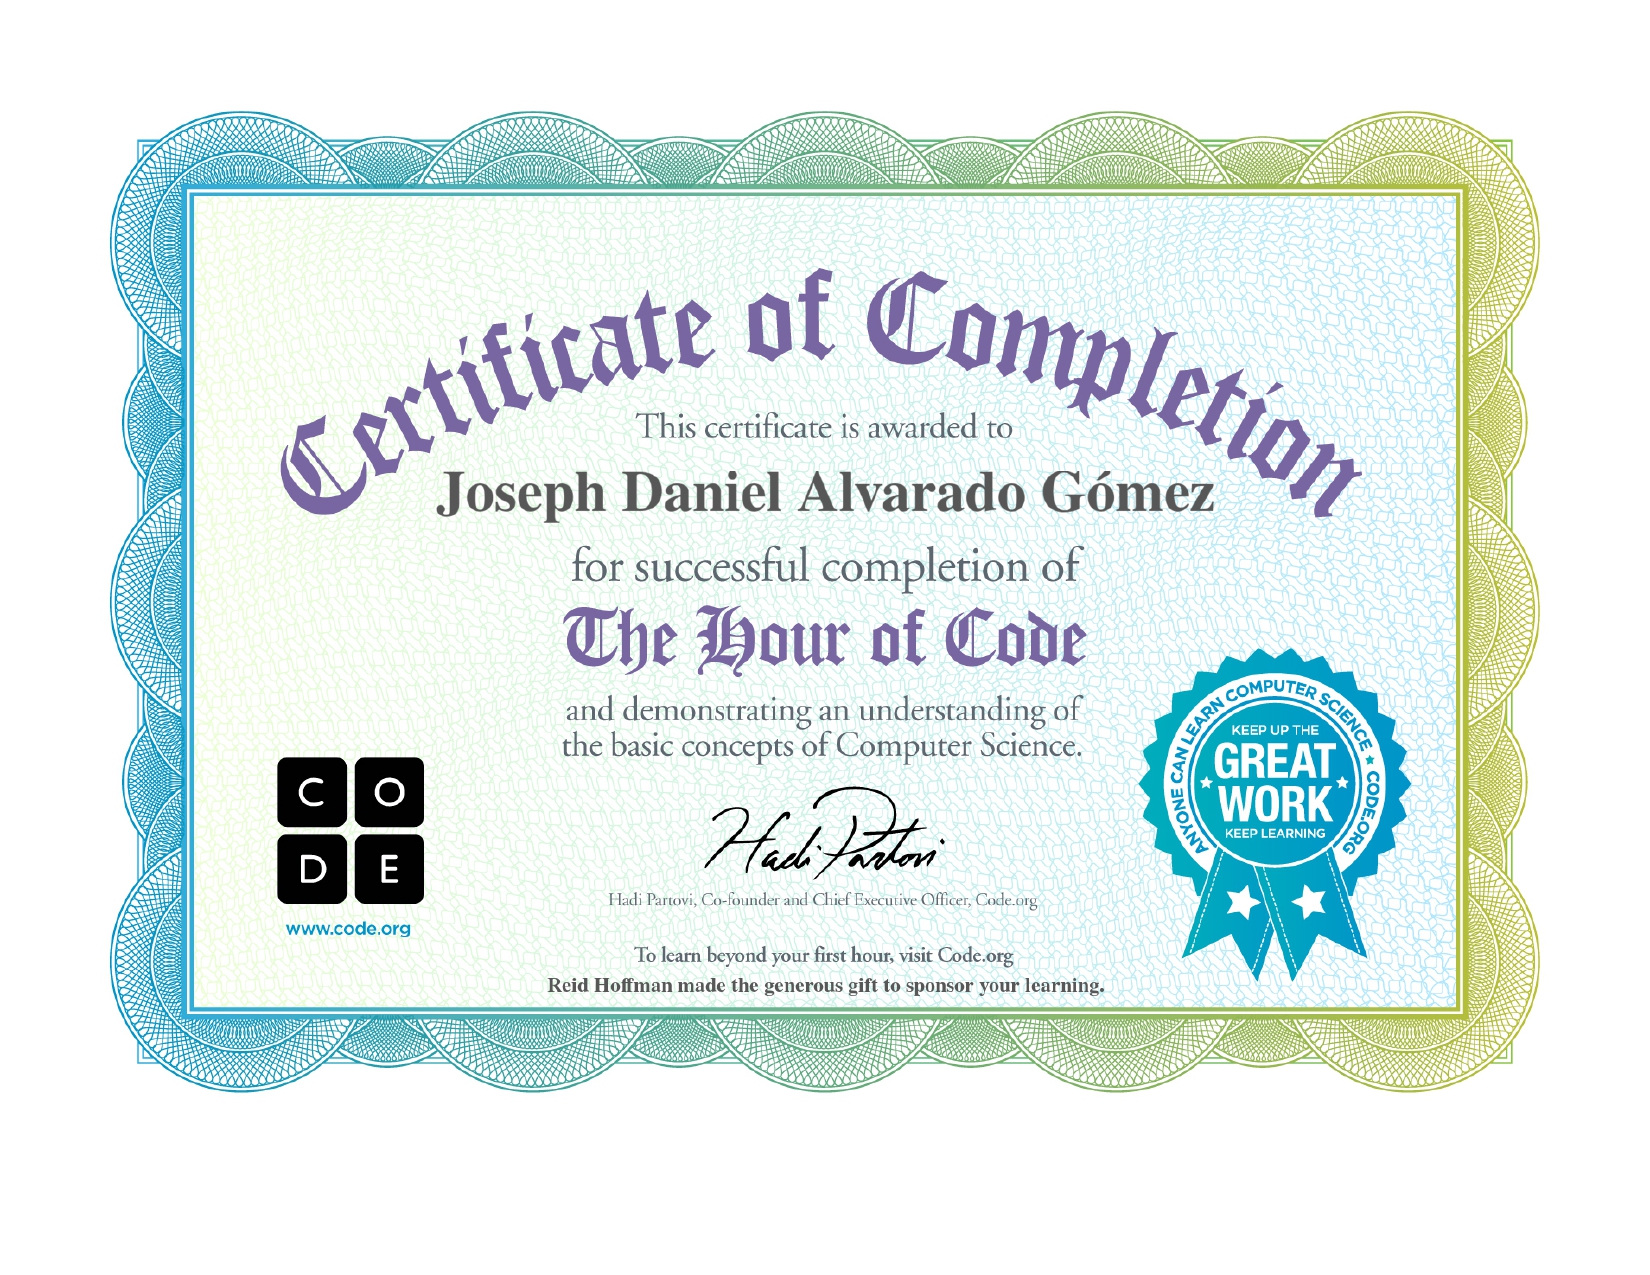 Certificate of Completion
This certificate is awarded to
Joseph Daniel Alvarado Gómez
for successful completion of
The Hour of Code
and demonstrating an understanding of
the basic concepts of Computer Science.
C O
D E
www.code.org
Hadi Partovi
Hadi Partovi, Co-founder and Chief Executive Officer, Code.org
To learn beyond your first hour, visit Code.org
Reid Hoffman made the generous gift to sponsor your learning.
ANYONE CAN LEARN COMPUTER SCIENCE ★ CODE.ORG
KEEP UP THE
GREAT
WORK
KEEP LEARNING